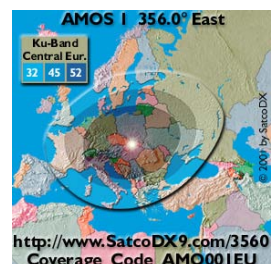 AMOS 1 356.0° East
Ku-Band
Central Eur.
32 45 52
© 2001 by SatcoDX
http://www.SatcoDX9.com/3560
Coverage Code AMO001EU